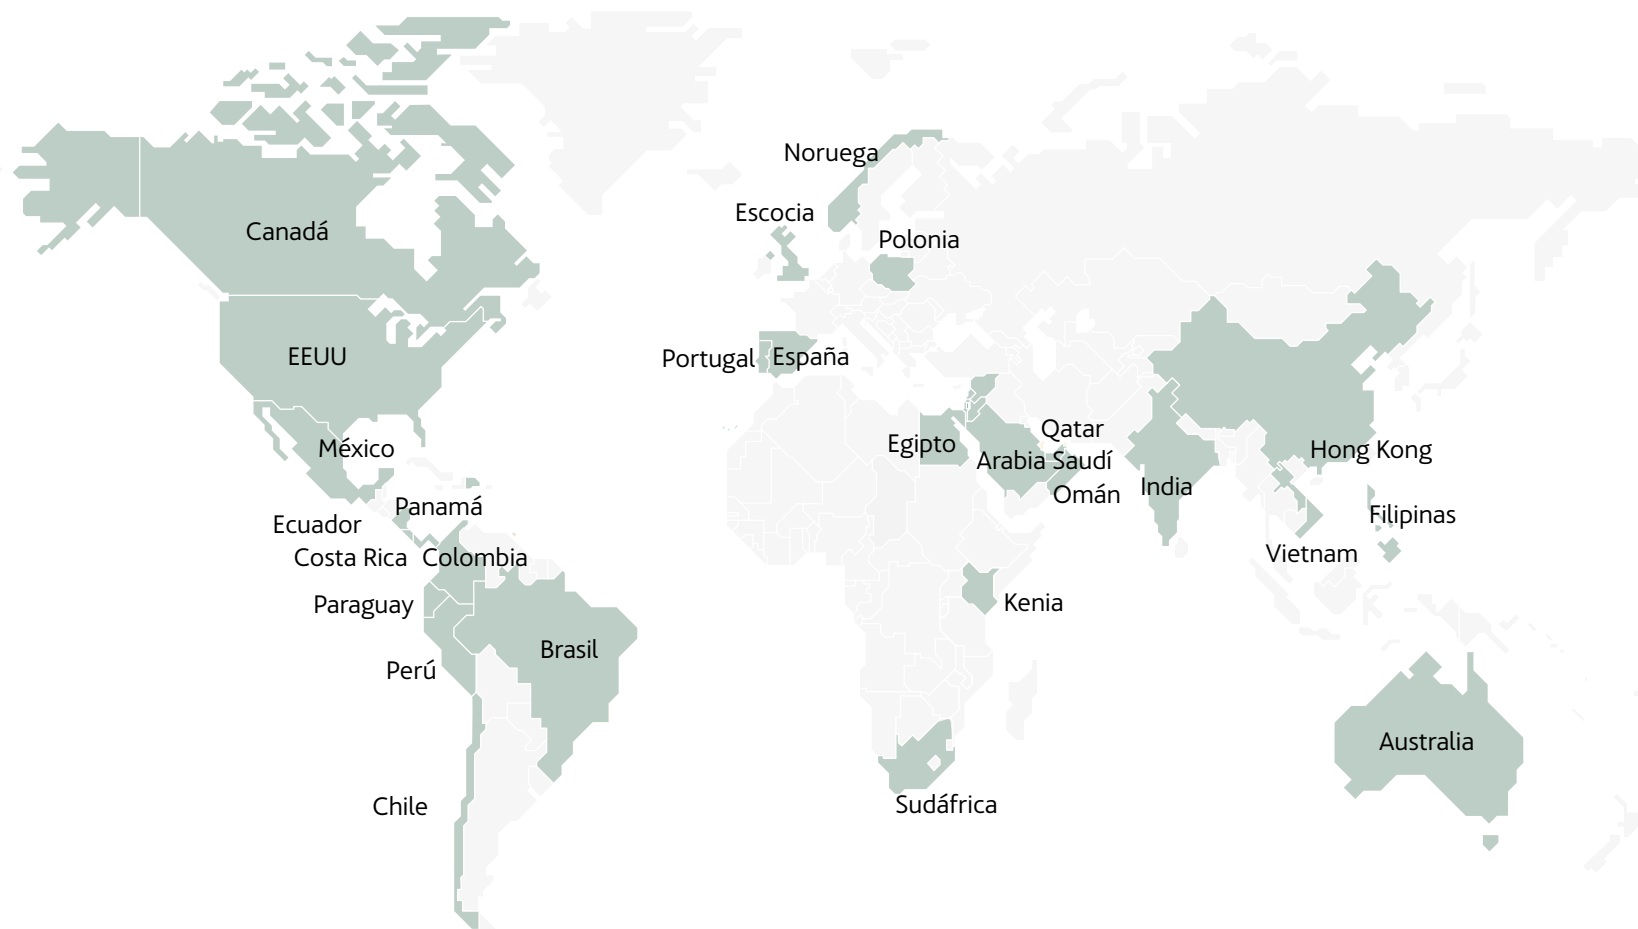 Noruega
Escocia
Canadá
Polonia
EEUU
Portugal
España
México
Egipto
Qatar
Arabia Saudí
Hong Kong
India
Omán
Panamá
Ecuador
Filipinas
Costa Rica
Colombia
Vietnam
Paraguay
Kenia
Brasil
Perú
Australia
Chile
Sudáfrica